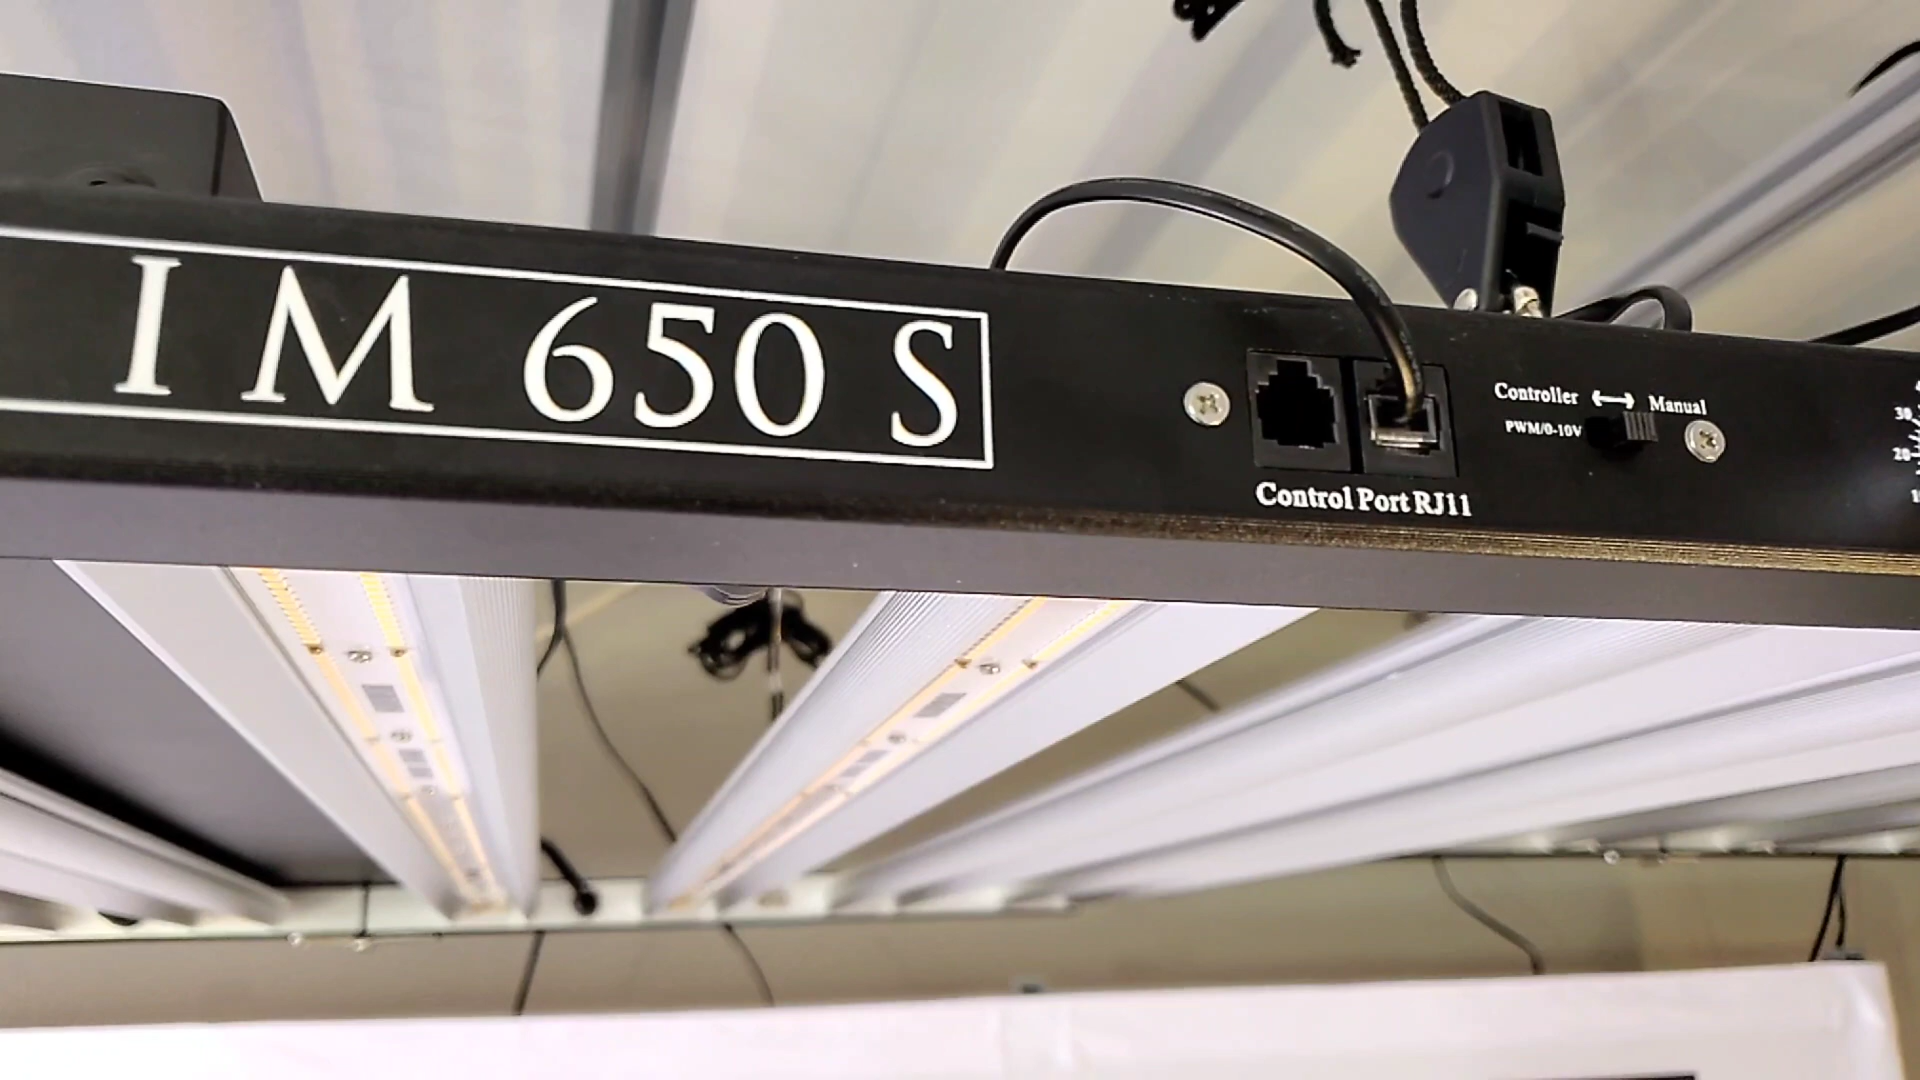 I M 650 S
Control Port RJ11
Controller ⟷ Manual
PWM/0-10V
30
20